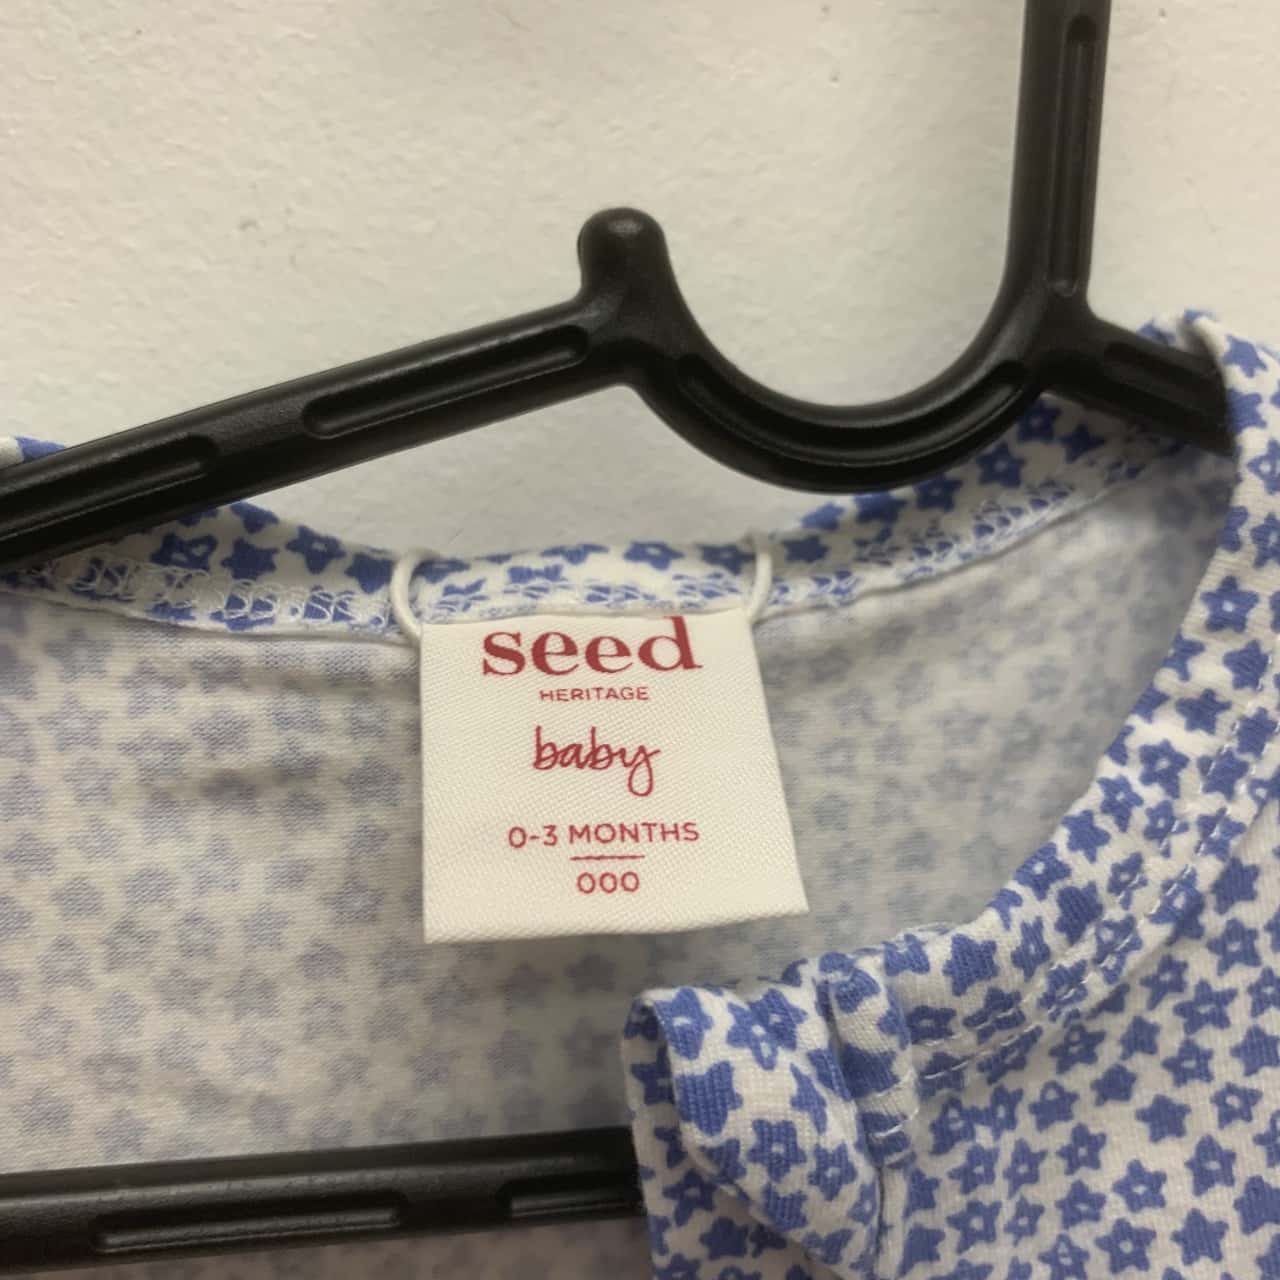 seed
HERITAGE
baby
0-3 MONTHS
000